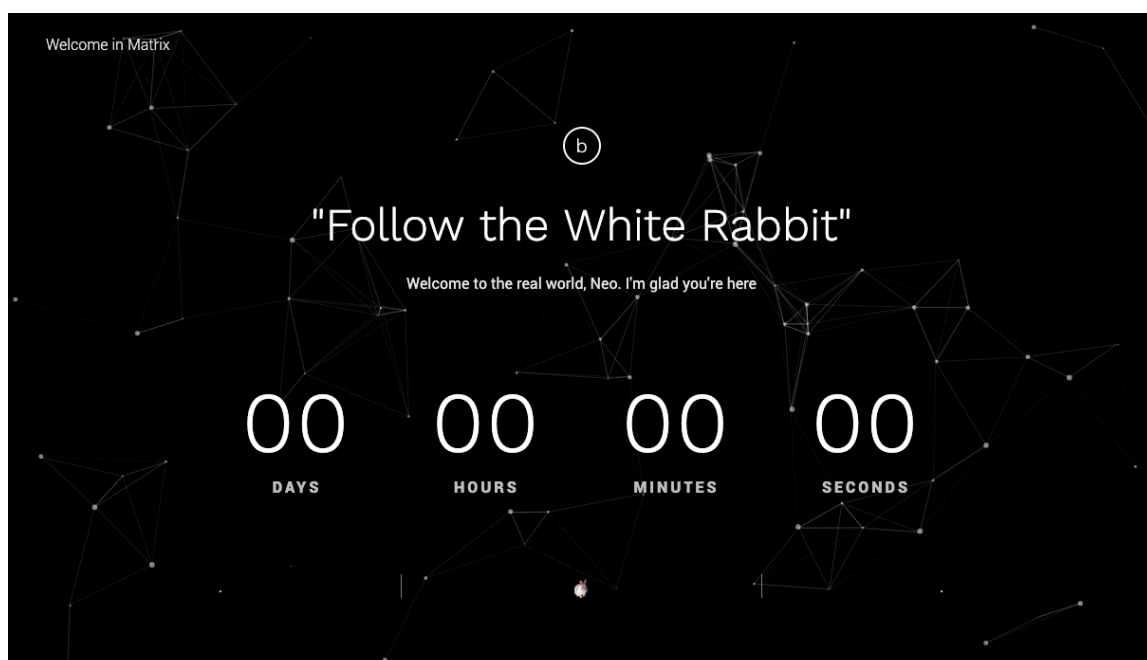 Welcome in Matrix
b
"Follow the White Rabbit"
Welcome to the real world, Neo. I'm glad you're here
00 00 00 00
DAYS HOURS MINUTES SECONDS